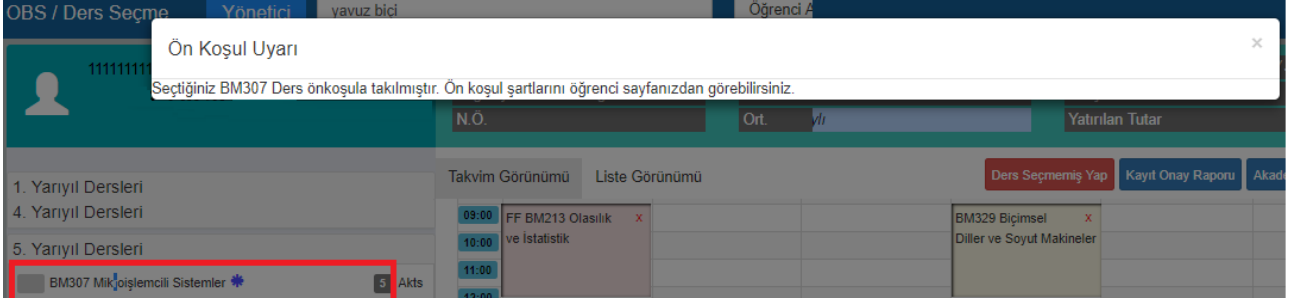 OBS / Ders Seçme Yönetici yavuz bici Öğrenci A
Ön Koşul Uyarı ×
Seçtiğiniz BM307 Ders önkoşula takılmıştır. Ön koşul şartlarını öğrenci sayfanızdan görebilirsiniz.
N.Ö. Ort. Yatırılan Tutar
Takvim Görünümü Liste Görünümü Ders Seçmemiş Yap Kayıt Onay Raporu Akade
1. Yarıyıl Dersleri
4. Yarıyıl Dersleri
5. Yarıyıl Dersleri
BM307 Mikroişlemcili Sistemler 5 Akts
09:00 FF BM213 Olasılık x BM329 Biçimsel x
10:00 ve İstatistik Diller ve Soyut Makineler
11:00
12:00